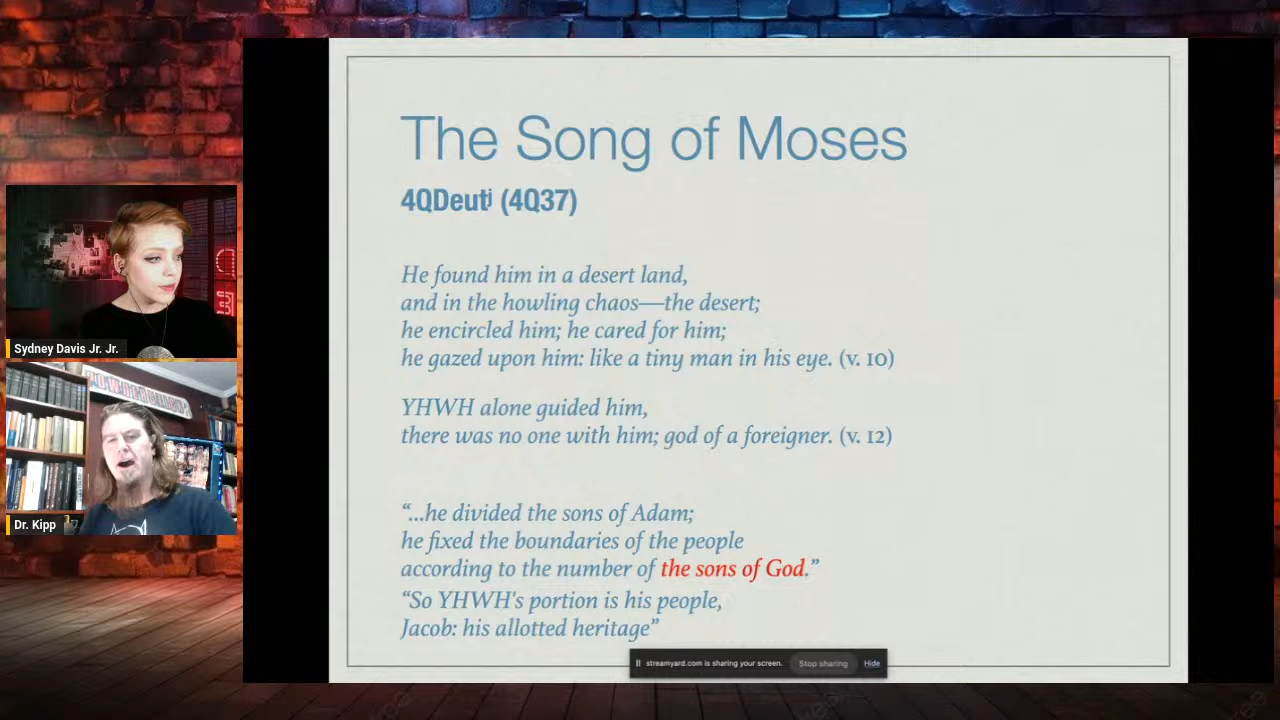 The Song of Moses
4QDeutʲ (4Q37)
He found him in a desert land,
and in the howling chaos—the desert;
he encircled him; he cared for him;
he gazed upon him: like a tiny man in his eye. (v. 10)
YHWH alone guided him,
there was no one with him; god of a foreigner. (v. 12)
“...he divided the sons of Adam;
he fixed the boundaries of the people
according to the number of the sons of God.”
“So YHWH's portion is his people,
Jacob: his allotted heritage”
Sydney Davis Jr. Jr.
Dr. Kipp
streamyard.com is sharing your screen. Stop sharing Hide